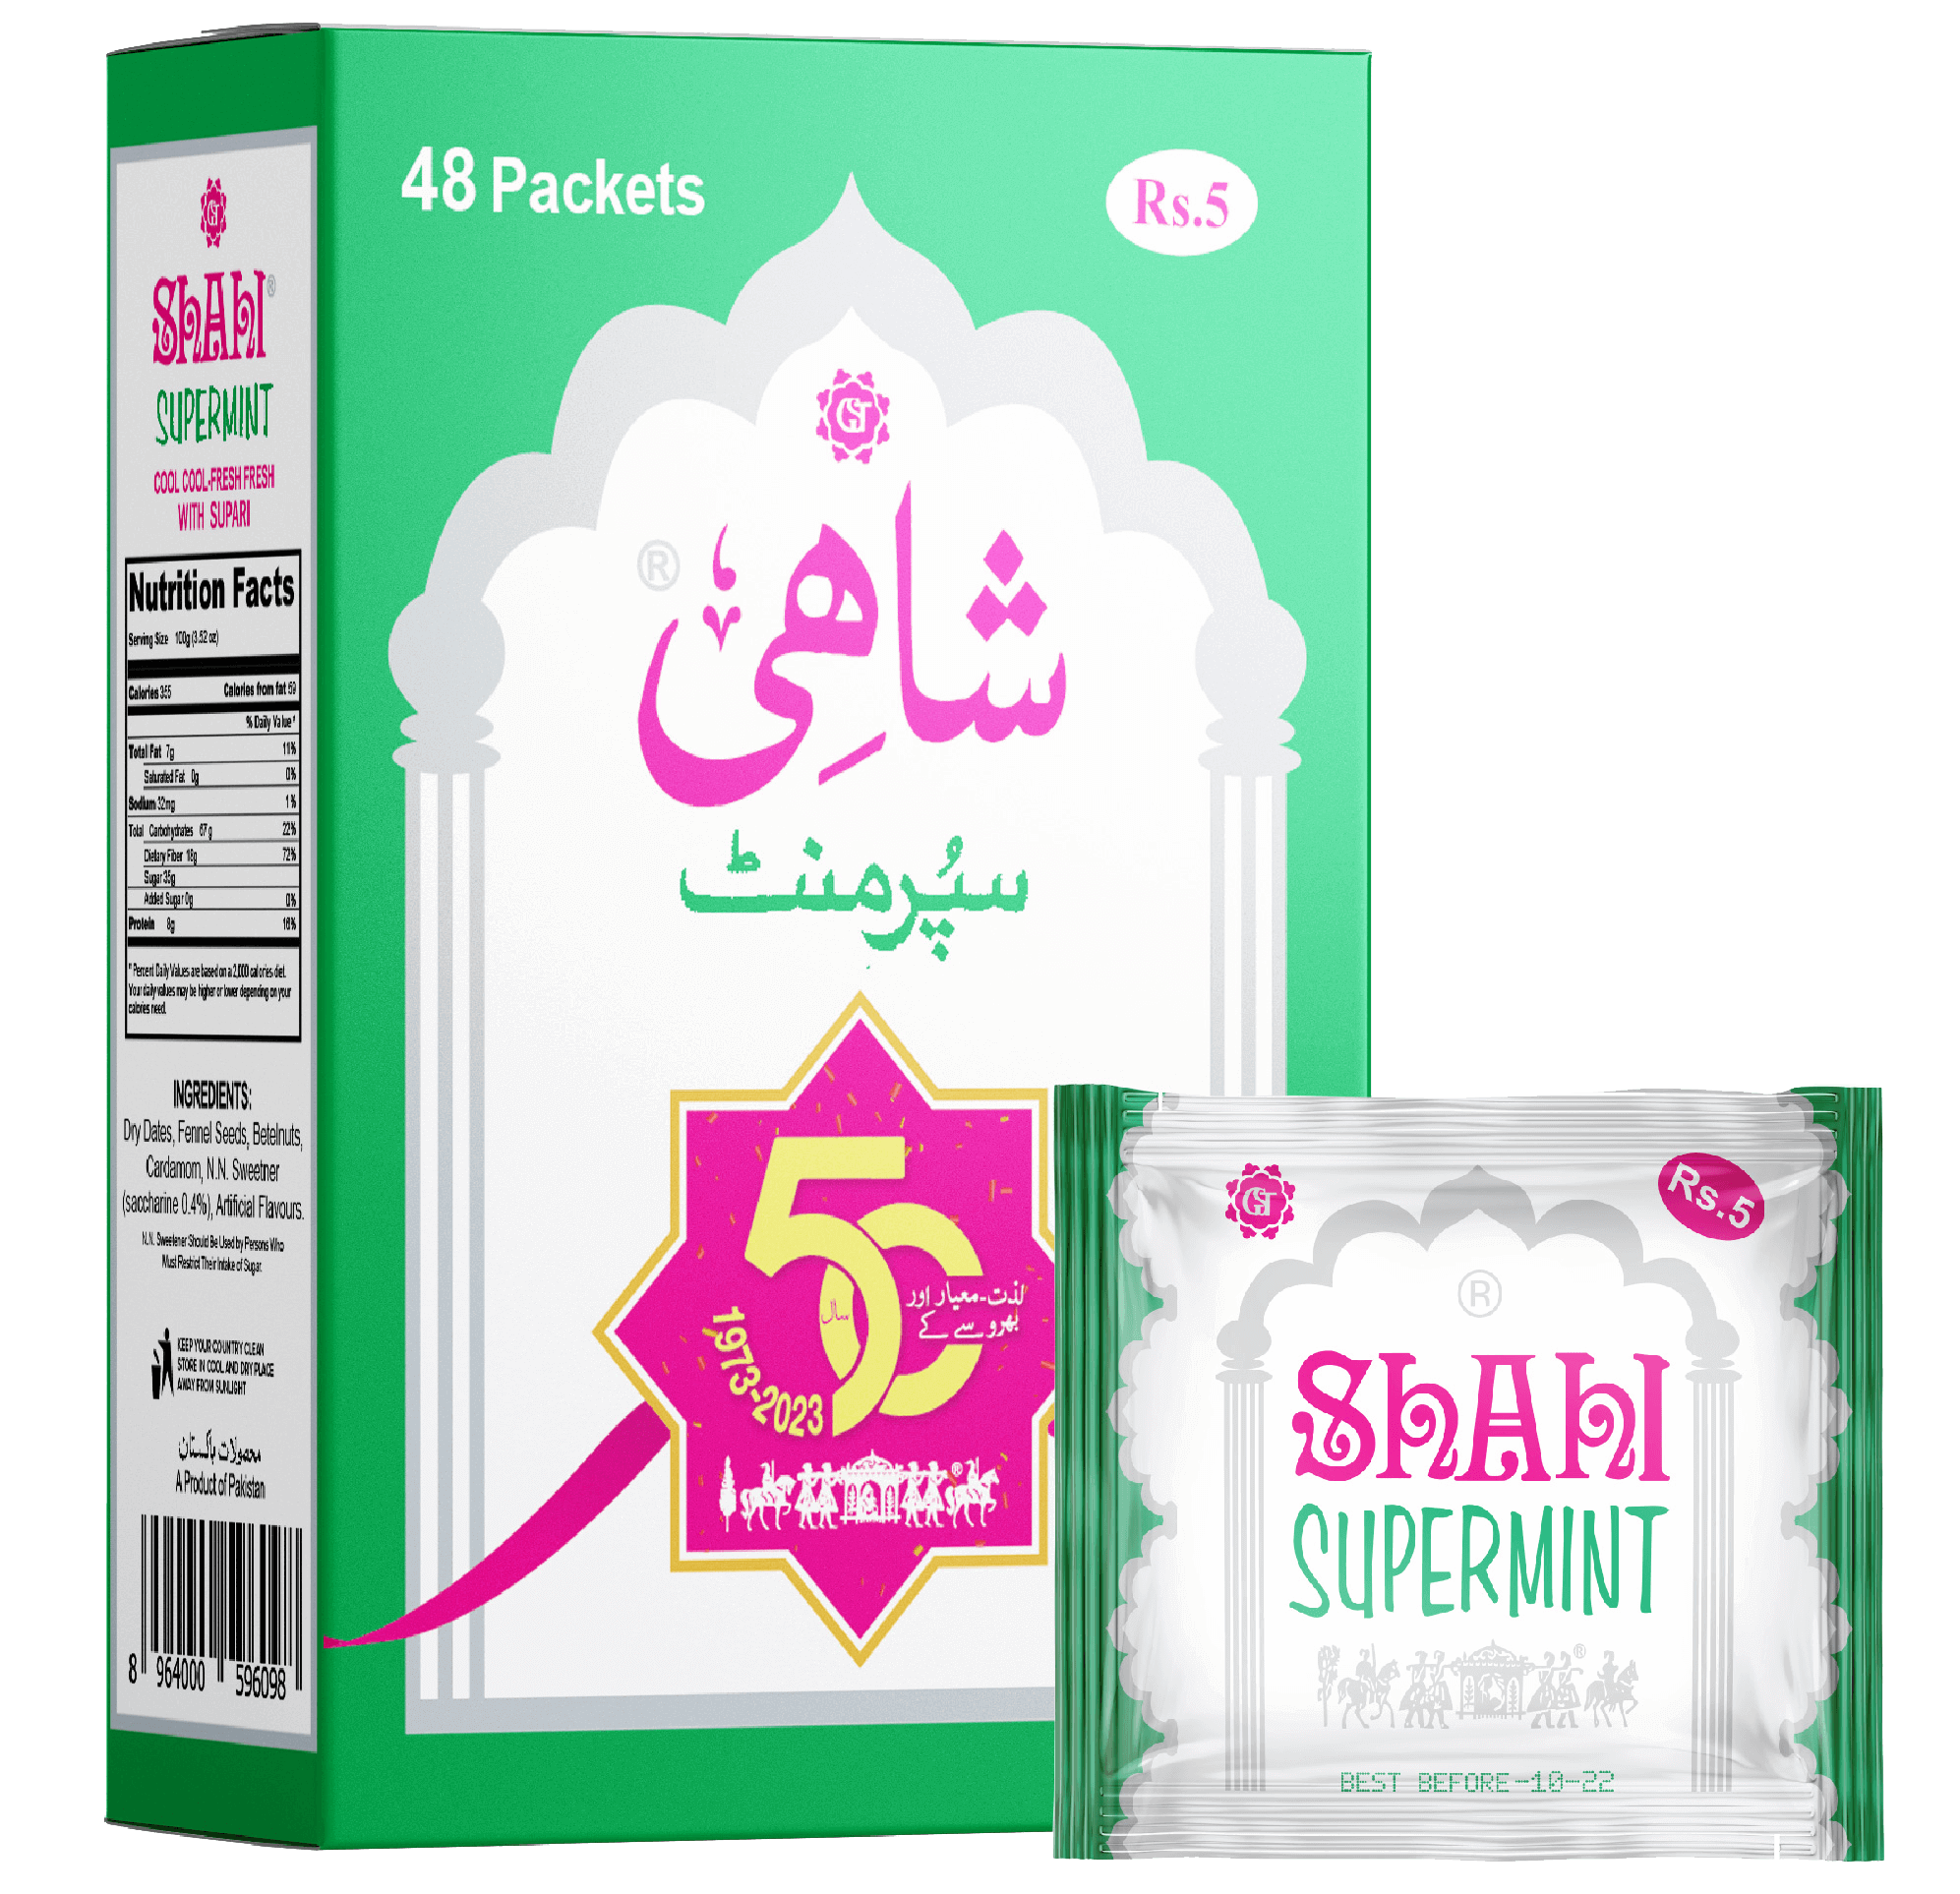 48 Packets
Rs.5
GST
®
شاہی
سپرمنٹ
50
سال
لذت-معیار اور
بھروسے کے
1973-2023
®
GST
SHAHI®
SUPERMINT
COOL COOL-FRESH FRESH
WITH SUPARI
Nutrition Facts
Serving Size 100g (3.52 oz)
Calories 355 Calories from fat 69
% Daily Value *
Total Fat 7g 11%
Saturated Fat 0g 0%
Sodium 32mg 1%
Total Carbohydrates 67g 22%
Dietary Fiber 18g 72%
Sugar 35g
Added Sugar 0g 0%
Protein 8g 16%
* Percent Daily Values are based on a 2,000 calories diet.
Your daily values may be higher or lower depending on your
calories need.
INGREDIENTS:
Dry Dates, Fennel Seeds, Betelnuts,
Cardamom, N.N. Sweetner
(saccharine 0.4%), Artificial Flavours.
N.N. Sweetener Should Be Used by Persons Who
Must Restrict Their Intake of Sugar.
KEEP YOUR COUNTRY CLEAN
STORE IN COOL AND DRY PLACE
AWAY FROM SUNLIGHT
محصولات پاکستان
A Product of Pakistan
8 964000 596098
GST
Rs.5
®
SHAHI
SUPERMINT
®
BEST BEFORE-10-22